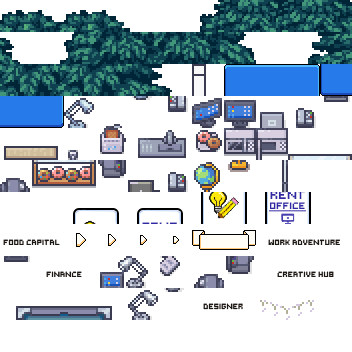 RENT
OFFICE
FOOD CAPITAL
WORK ADVENTURE
FINANCE
CREATIVE HUB
DESIGNER